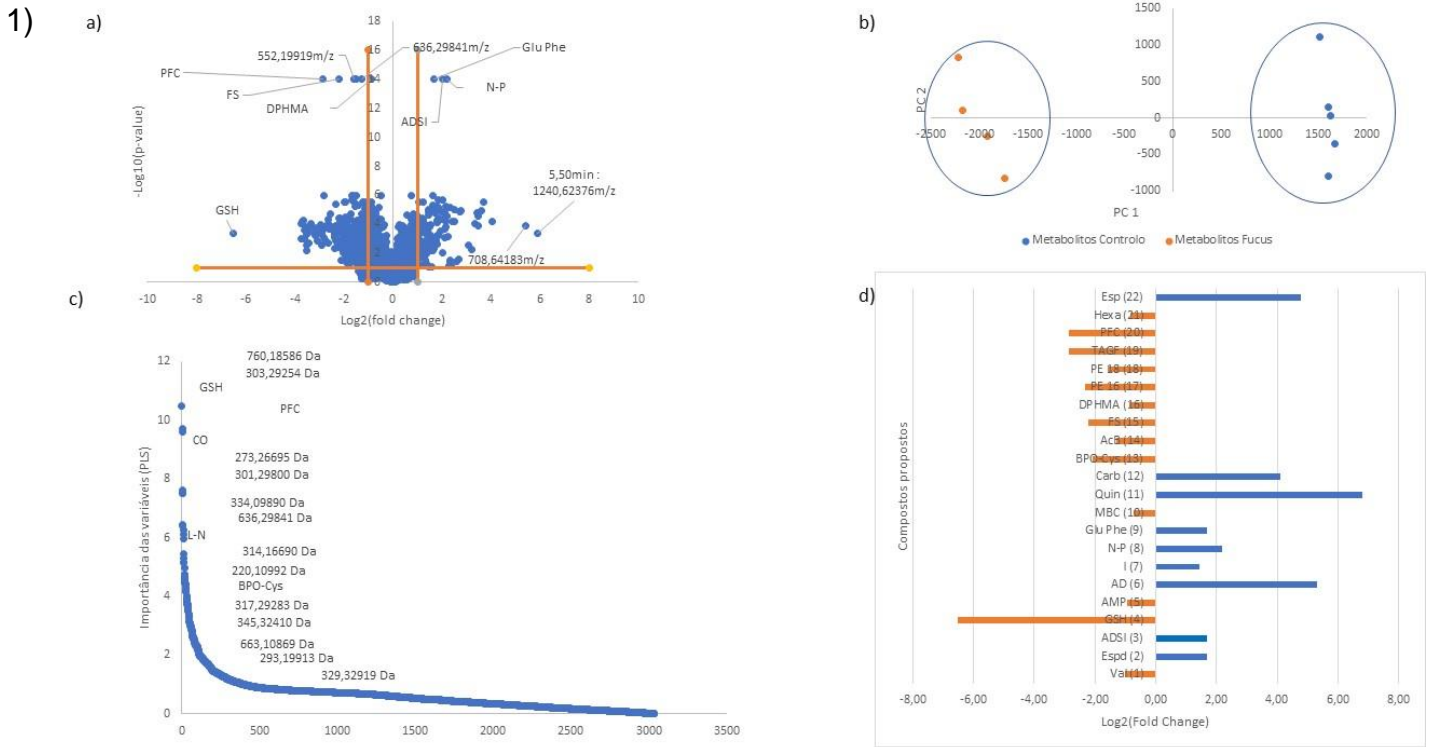 1)
a)
18
16
14
12
10
8
6
4
2
0
-Log10(p-value)
552,19919m/z
636,29841m/z
Glu Phe
PFC
FS
DPHMA
N-P
ADSI
5,50min :
1240,62376m/z
GSH
708,64183m/z
-10
-8
-6
-4
-2
0
2
4
6
8
10
Log2(fold change)
b)
1500
1000
500
0
-500
-1000
PC 2
-2500
-2000
-1500
-1000
-500
0
500
1000
1500
2000
PC 1
Metabolitos Controlo
Metabolitos Fucus
c)
12
10
8
6
4
2
0
Importância das variáveis (PLS)
760,18586 Da
303,29254 Da
GSH
PFC
CO
273,26695 Da
301,29800 Da
334,09890 Da
636,29841 Da
L-N
314,16690 Da
220,10992 Da
BPO-Cys
317,29283 Da
345,32410 Da
663,10869 Da
293,19913 Da
329,32919 Da
0
500
1000
1500
2000
2500
3000
3500
d)
Compostos propostos
Esp (22)
Hexa (21)
PFC (20)
TAGF (19)
PE 18 (18)
PE 16 (17)
DPHMA (16)
FS (15)
AcB (14)
BPO-Cys (13)
Carb (12)
Quin (11)
MBC (10)
Glu Phe (9)
N-P (8)
I (7)
AD (6)
AMP (5)
GSH (4)
ADSI (3)
Espd (2)
Val (1)
-8,00
-6,00
-4,00
-2,00
0,00
2,00
4,00
6,00
8,00
Log2(Fold Change)